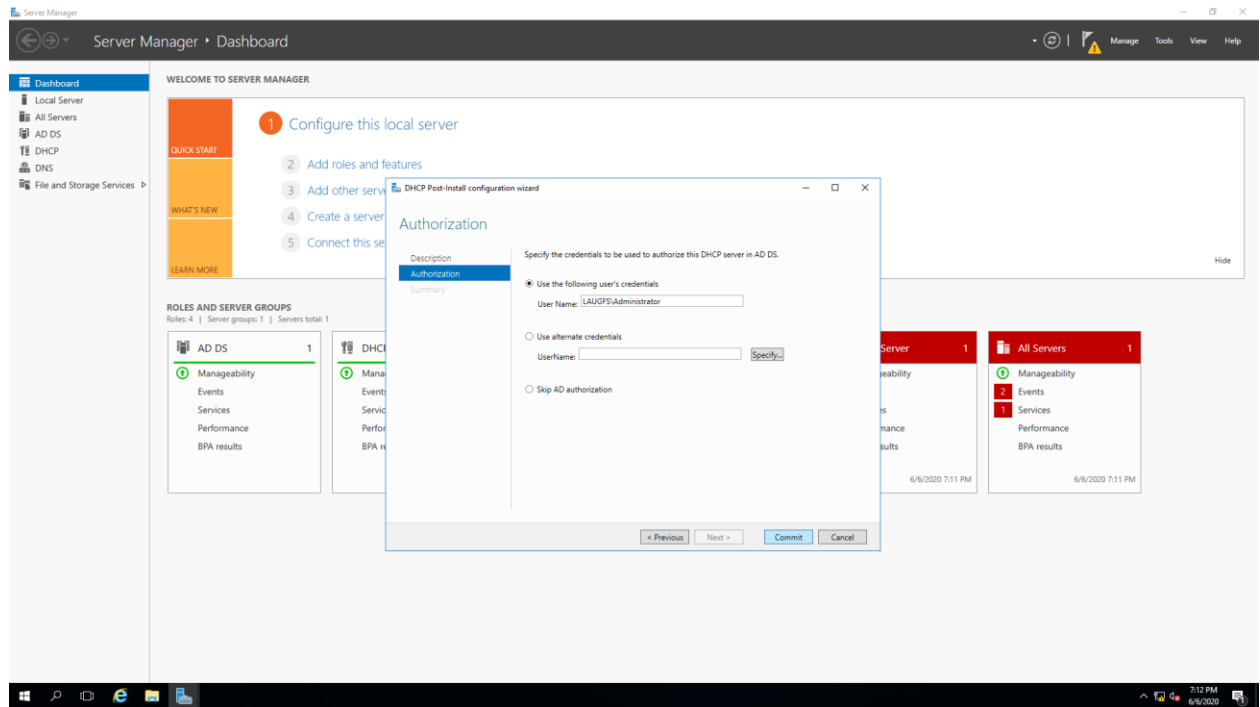 Server Manager
Server Manager ‣ Dashboard
Manage Tools View Help
Dashboard
Local Server
All Servers
AD DS
DHCP
DNS
File and Storage Services
WELCOME TO SERVER MANAGER
QUICK START
WHAT'S NEW
LEARN MORE
1 Configure this local server
2 Add roles and features
3 Add other serve
4 Create a server
5 Connect this se
Hide
DHCP Post-Install configuration wizard
Authorization
Description
Authorization
Summary
Specify the credentials to be used to authorize this DHCP server in AD DS.
Use the following user's credentials
User Name: LAUGFS\Administrator
Use alternate credentials
UserName:
Specify...
Skip AD authorization
< Previous Next > Commit Cancel
ROLES AND SERVER GROUPS
Roles: 4 | Server groups: 1 | Servers total: 1
AD DS 1
Manageability
Events
Services
Performance
BPA results
DHCP
Mana
Events
Servic
Perfor
BPA re
Server 1
eability
es
mance
sults
6/6/2020 7:11 PM
All Servers 1
Manageability
2 Events
1 Services
Performance
BPA results
6/6/2020 7:11 PM
7:12 PM
6/6/2020